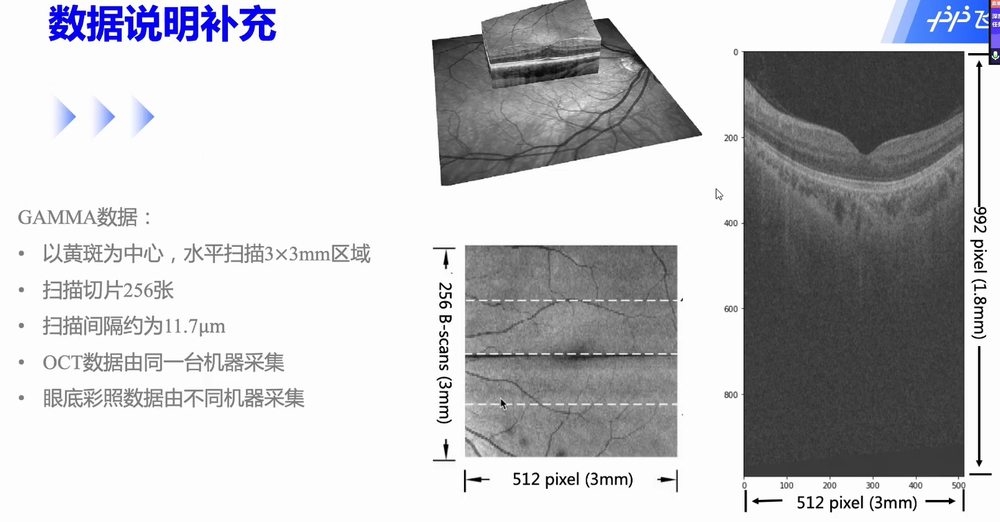 数据说明补充
GAMMA数据：
• 以黄斑为中心，水平扫描3×3mm区域
• 扫描切片256张
• 扫描间隔约为11.7μm
• OCT数据由同一台机器采集
• 眼底彩照数据由不同机器采集
256 B-scans (3mm)
512 pixel (3mm)
0
200
400
600
800
0 100 200 300 400 500
992 pixel (1.8mm)
512 pixel (3mm)